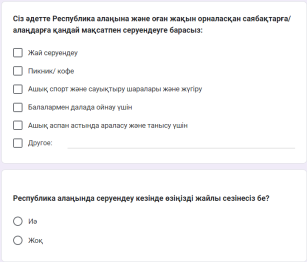 Сіз әдетте Республика алаңына және оған жақын орналасқан саябақтарға/
алаңдарға қандай мақсатпен серуендеуге барасыз:
Жай серуендеу
Пикник/ кофе
Ашық спорт және сауықтыру шаралары және жүгіру
Балалармен далада ойнау үшін
Ашық аспан астында араласу және танысу үшін
Другое:
Республика алаңында серуендеу кезінде өзіңізді жайлы сезінесіз бе?
Иә
Жоқ